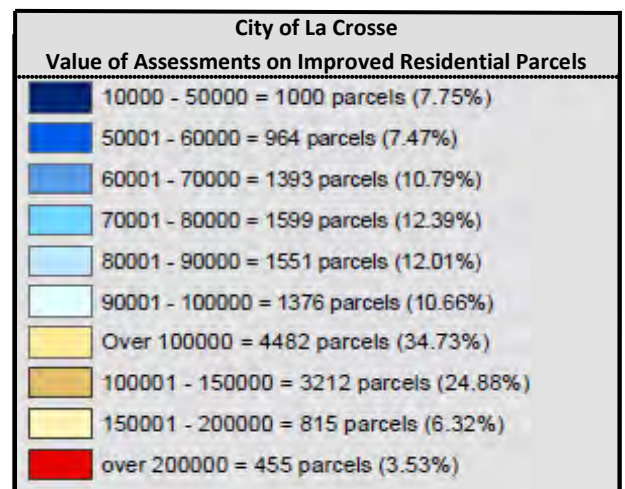 City of La Crosse
Value of Assessments on Improved Residential Parcels
10000 - 50000 = 1000 parcels (7.75%)
50001 - 60000 = 964 parcels (7.47%)
60001 - 70000 = 1393 parcels (10.79%)
70001 - 80000 = 1599 parcels (12.39%)
80001 - 90000 = 1551 parcels (12.01%)
90001 - 100000 = 1376 parcels (10.66%)
Over 100000 = 4482 parcels (34.73%)
100001 - 150000 = 3212 parcels (24.88%)
150001 - 200000 = 815 parcels (6.32%)
over 200000 = 455 parcels (3.53%)